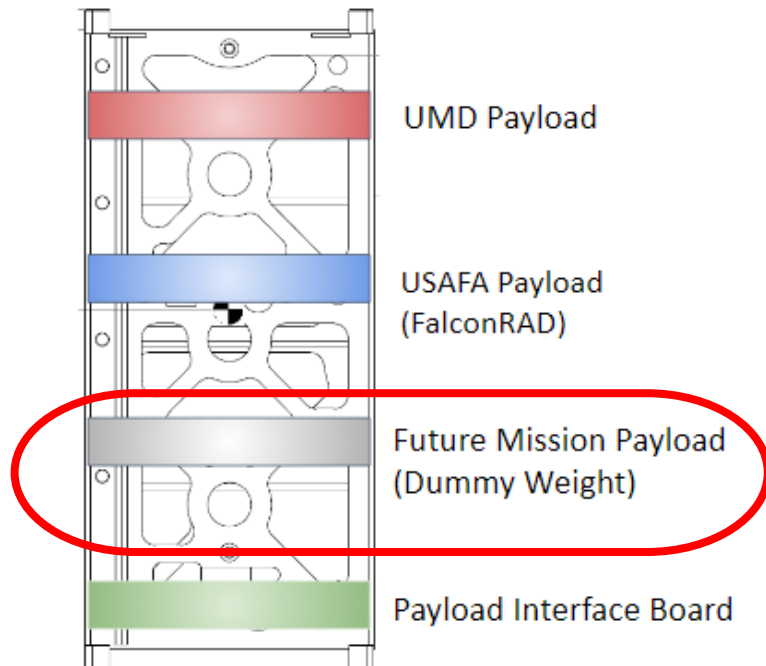 UMD Payload
USAFA Payload
(FalconRAD)
Future Mission Payload
(Dummy Weight)
Payload Interface Board